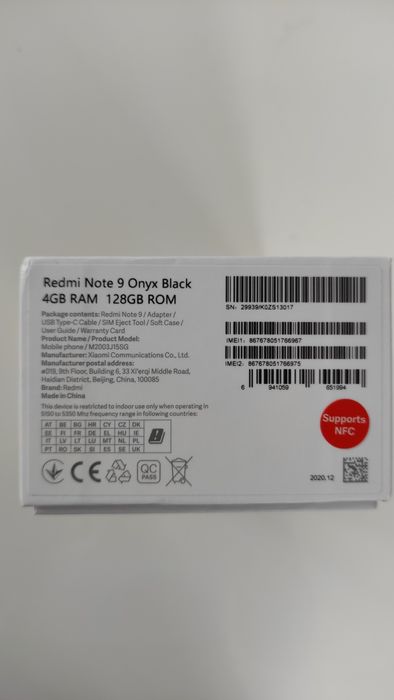 Redmi Note 9 Onyx Black
4GB RAM 128GB ROM
Package contents: Redmi Note 9 / Adapter /
USB Type-C Cable / SIM Eject Tool / Soft Case /
User Guide / Warranty Card
Product Name / Product Model:
Mobile phone / M2003J15SG
Manufacturer: Xiaomi Communications Co., Ltd.
Manufacturer postal address:
#019, 9th Floor, Building 6, 33 Xi'erqi Middle Road,
Haidian District, Beijing, China, 100085
Brand: Redmi
Made in China
This device is restricted to indoor use only when operating in
5150 to 5350 Mhz frequency range in following countries:
AT BE BG HR CY CZ DK
EE FI FR DE EL HU IE
IT LV LT LU MT NL PL
PT RO SK SI ES SE UK
CE
QC
PASS
SN: 29939/K0ZS13017
IMEI1: 867678051766967
IMEI2: 867678051766975
6 941059 651994
Supports
NFC
2020.12